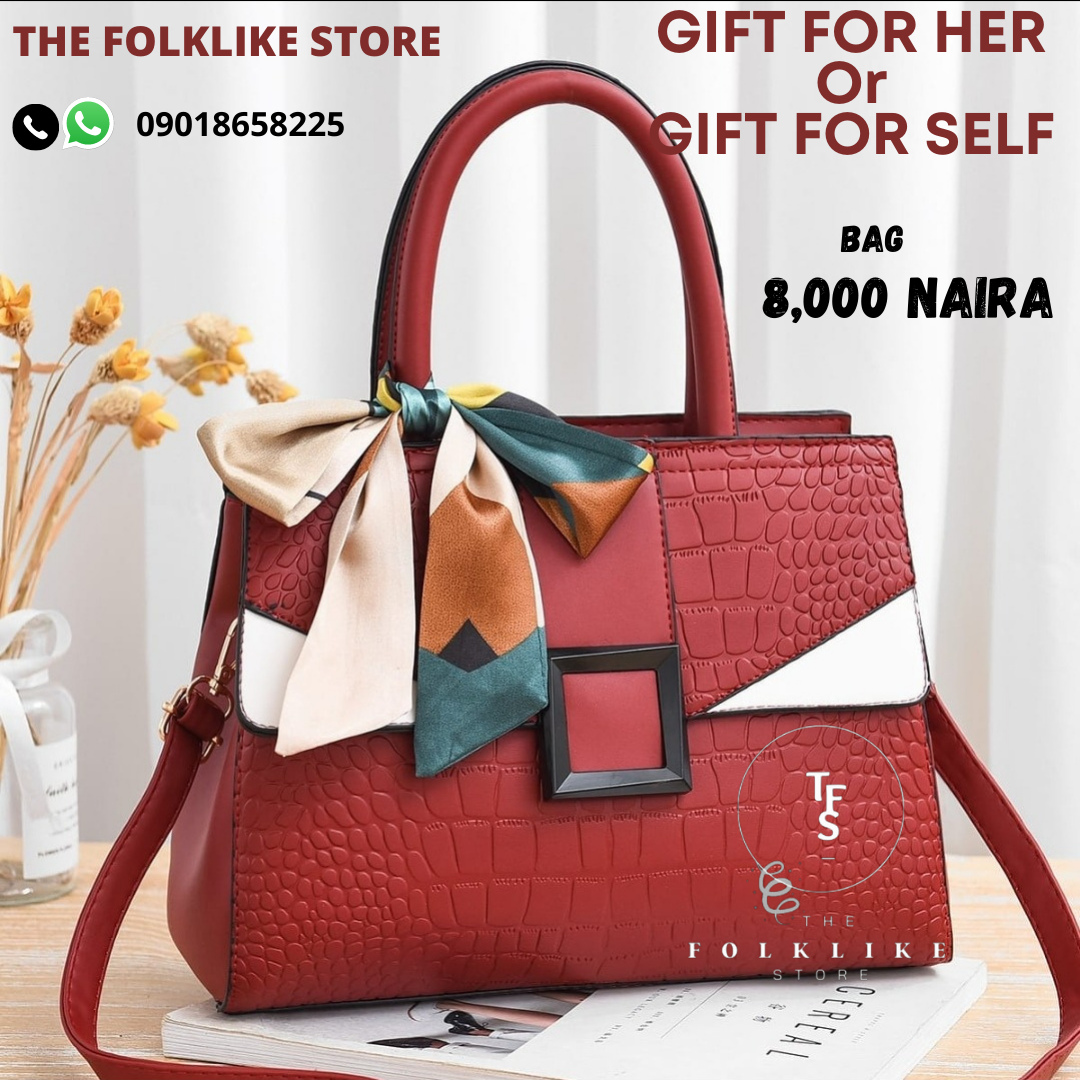 THE FOLKLIKE STORE
09018658225
GIFT FOR HER
Or
GIFT FOR SELF
BAG
8,000 NAIRA
TFS
THE
FOLKLIKE
STORE
CEREAL